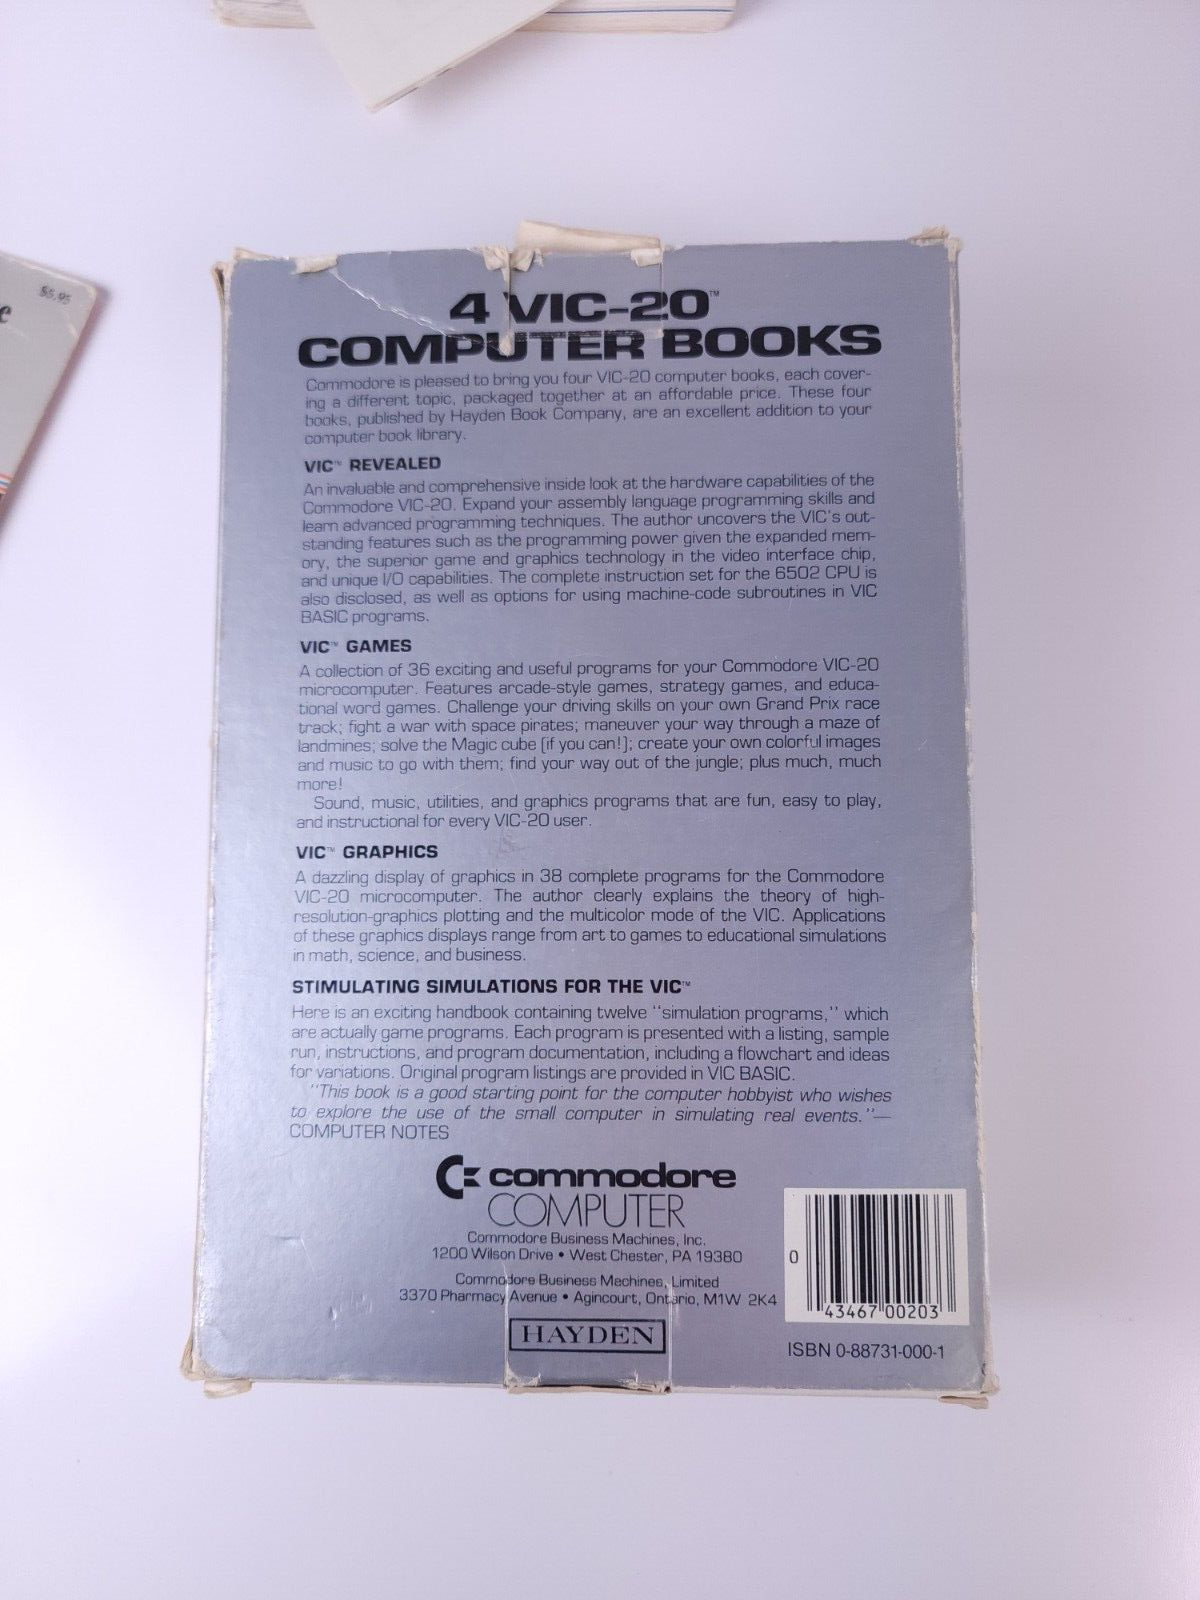 $5.95
4 VIC-20™
COMPUTER BOOKS
Commodore is pleased to bring you four VIC-20 computer books, each cover-
ing a different topic, packaged together at an affordable price. These four
books, published by Hayden Book Company, are an excellent addition to your
computer book library.
VIC™ REVEALED
An invaluable and comprehensive inside look at the hardware capabilities of the
Commodore VIC-20. Expand your assembly language programming skills and
learn advanced programming techniques. The author uncovers the VIC's out-
standing features such as the programming power given the expanded mem-
ory, the superior game and graphics technology in the video interface chip,
and unique I/O capabilities. The complete instruction set for the 6502 CPU is
also disclosed, as well as options for using machine-code subroutines in VIC
BASIC programs.
VIC™ GAMES
A collection of 36 exciting and useful programs for your Commodore VIC-20
microcomputer. Features arcade-style games, strategy games, and educa-
tional word games. Challenge your driving skills on your own Grand Prix race
track; fight a war with space pirates; maneuver your way through a maze of
landmines; solve the Magic cube (if you can!); create your own colorful images
and music to go with them; find your way out of the jungle; plus much, much
more!
Sound, music, utilities, and graphics programs that are fun, easy to play,
and instructional for every VIC-20 user.
VIC™ GRAPHICS
A dazzling display of graphics in 38 complete programs for the Commodore
VIC-20 microcomputer. The author clearly explains the theory of high-
resolution-graphics plotting and the multicolor mode of the VIC. Applications
of these graphics displays range from art to games to educational simulations
in math, science, and business.
STIMULATING SIMULATIONS FOR THE VIC™
Here is an exciting handbook containing twelve "simulation programs," which
are actually game programs. Each program is presented with a listing, sample
run, instructions, and program documentation, including a flowchart and ideas
for variations. Original program listings are provided in VIC BASIC.
"This book is a good starting point for the computer hobbyist who wishes
to explore the use of the small computer in simulating real events."—
COMPUTER NOTES
commodore
COMPUTER
Commodore Business Machines, Inc.
1200 Wilson Drive • West Chester, PA 19380
Commodore Business Machines, Limited
3370 Pharmacy Avenue • Agincourt, Ontario, M1W 2K4
HAYDEN
0 43467 00203
ISBN 0-88731-000-1